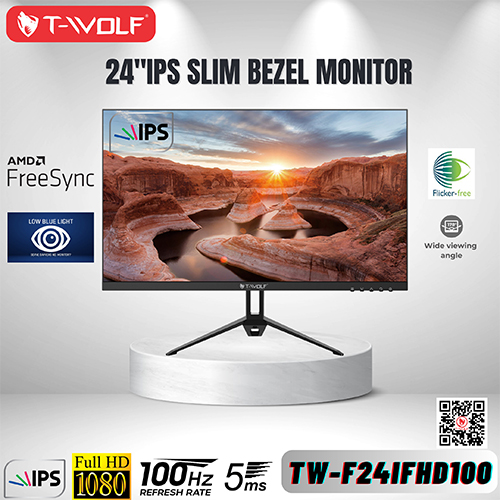 T-WOLF
24"IPS SLIM BEZEL MONITOR
IPS
AMD
FreeSync
LOW BLUE LIGHT
Flicker-free
Wide viewing
angle
T-WOLF
IPS
Full HD
1080
100Hz
REFRESH RATE
5ms
TW-F24IFHD100